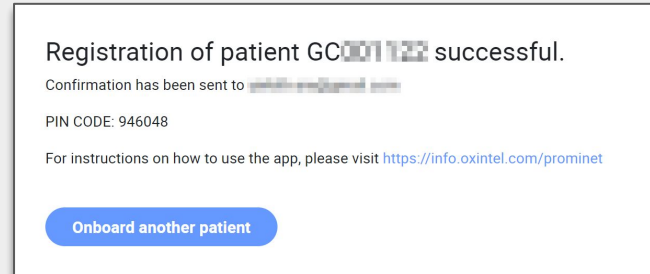 Registration of patient GC successful.
Confirmation has been sent to
PIN CODE: 946048
For instructions on how to use the app, please visit https://info.oxintel.com/prominet
Onboard another patient